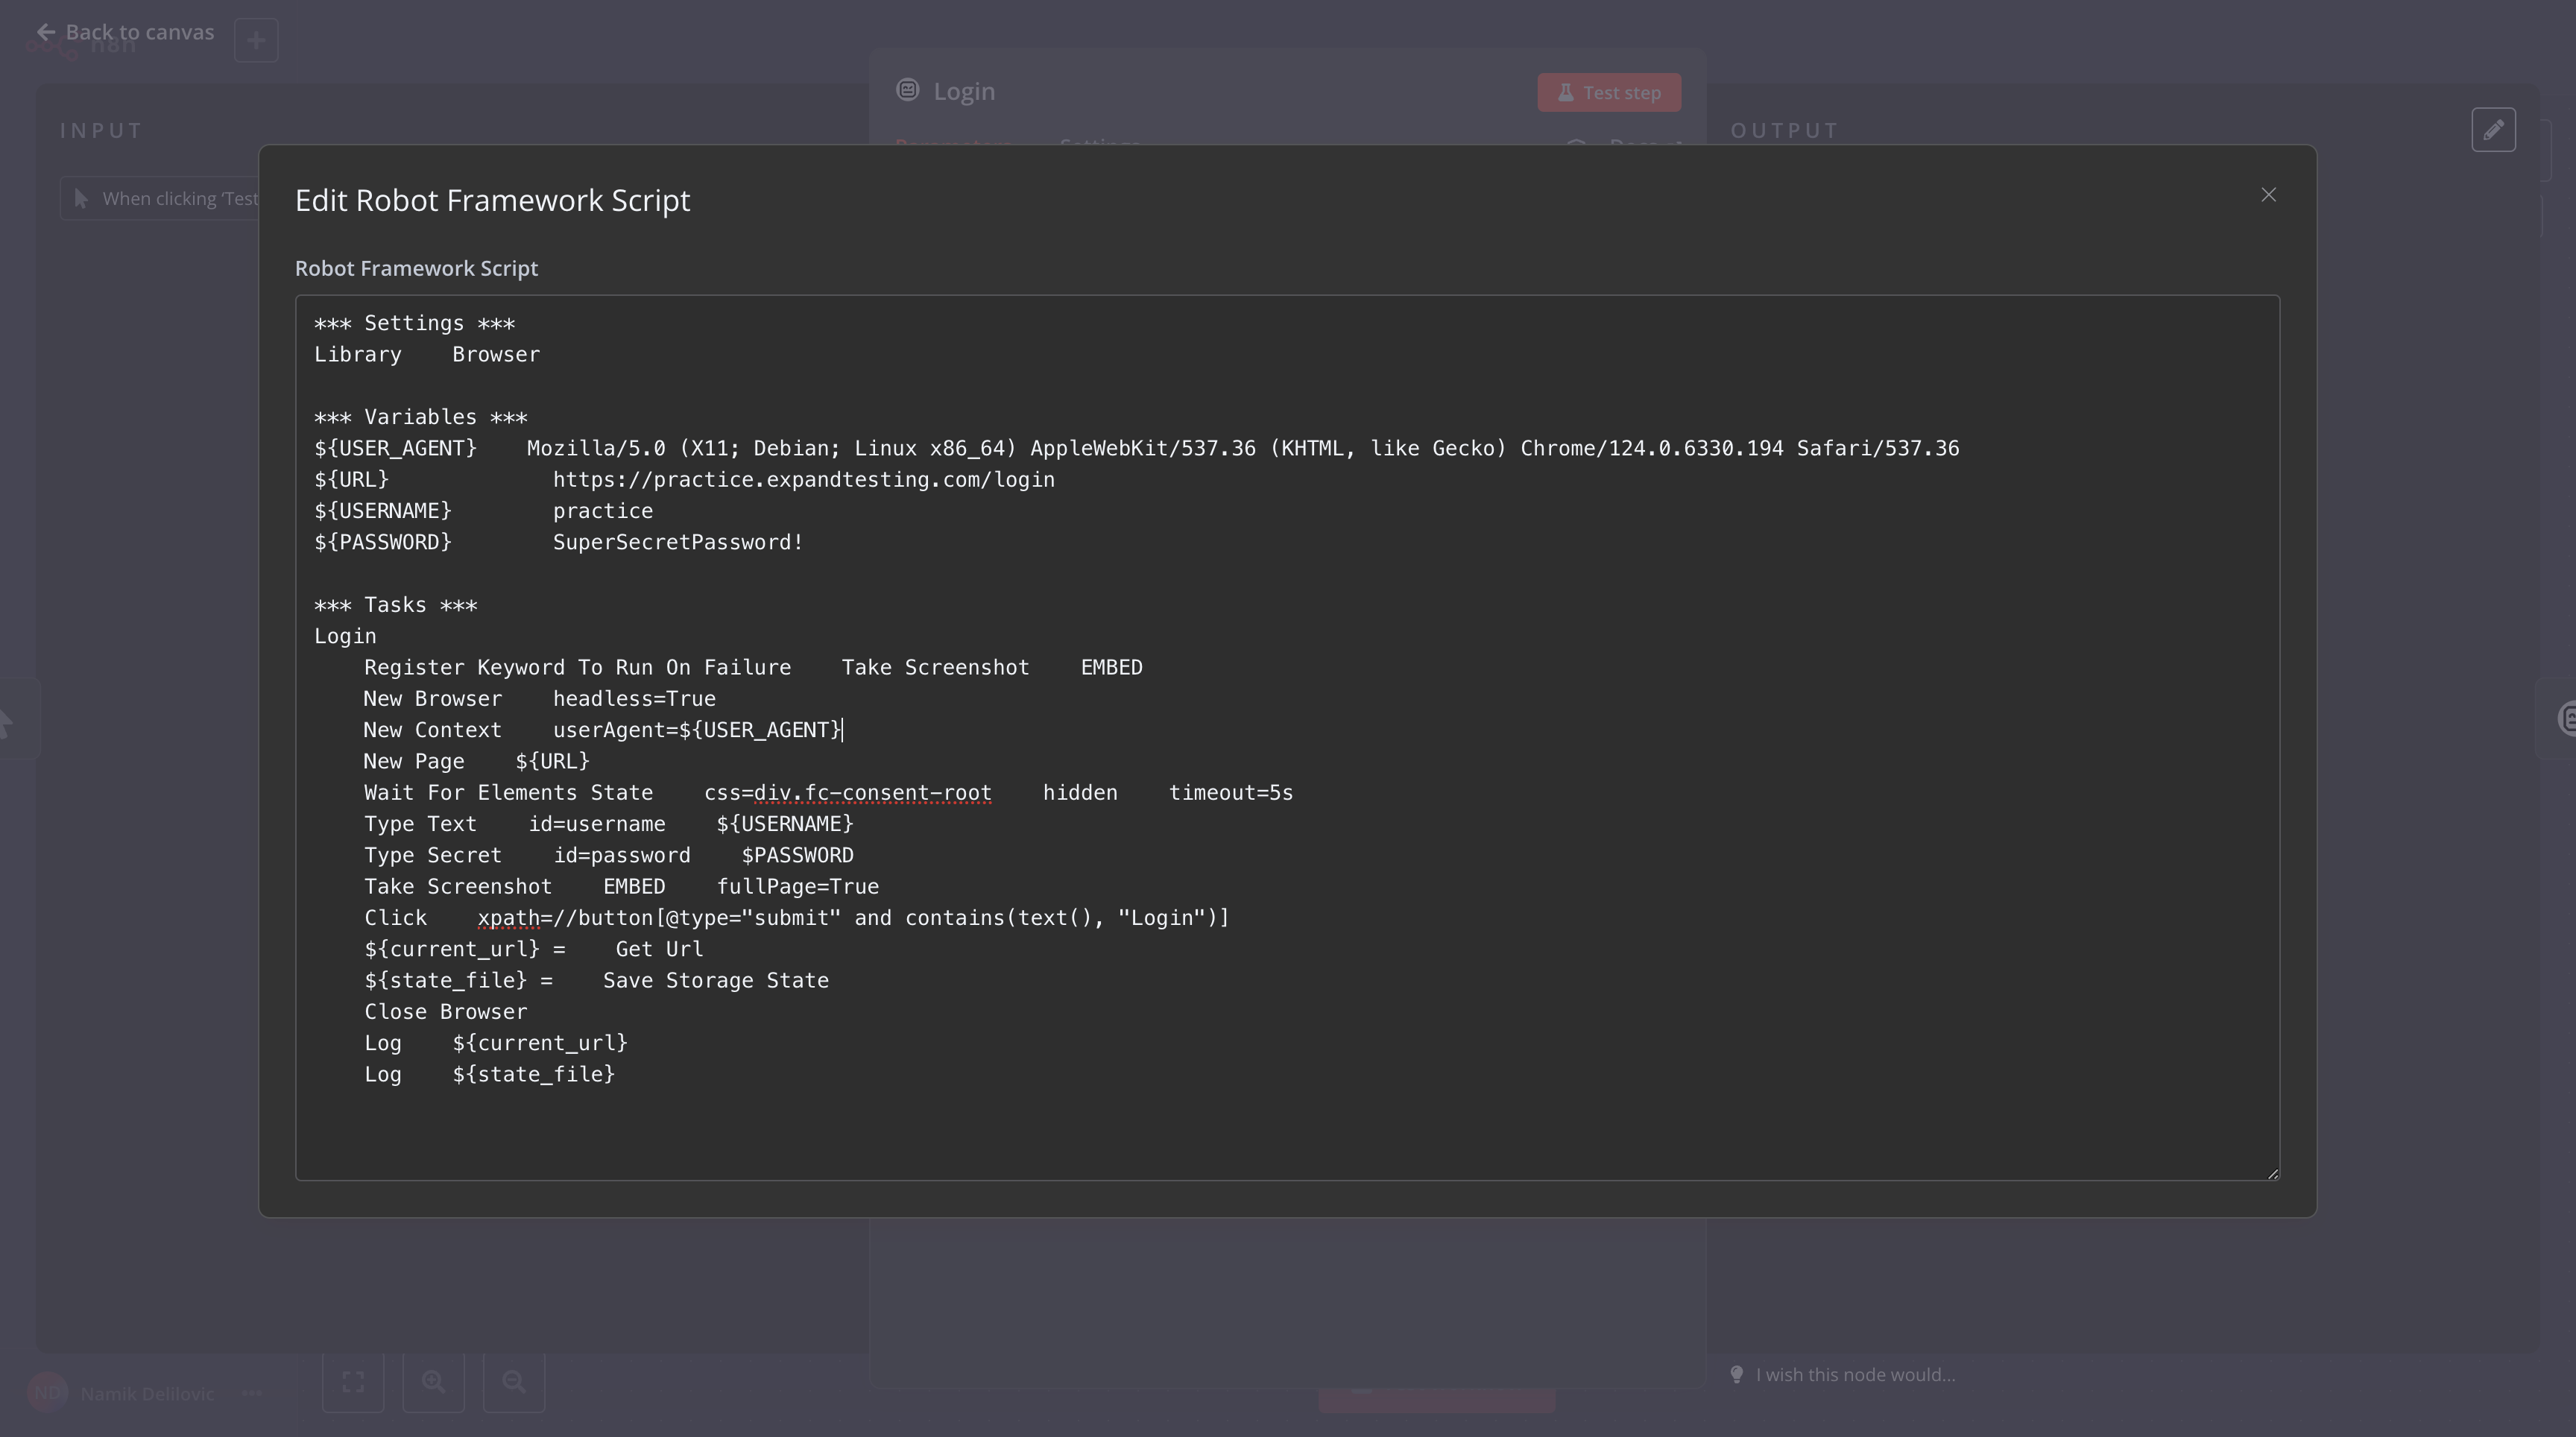 Back to canvas
n8n
Login
Test step
INPUT
OUTPUT
Parameters Settings Docs
When clicking ‘Test
Edit Robot Framework Script
Robot Framework Script
*** Settings ***
Library    Browser
*** Variables ***
${USER_AGENT}    Mozilla/5.0 (X11; Debian; Linux x86_64) AppleWebKit/537.36 (KHTML, like Gecko) Chrome/124.0.6330.194 Safari/537.36
${URL}             https://practice.expandtesting.com/login
${USERNAME}        practice
${PASSWORD}        SuperSecretPassword!
*** Tasks ***
Login
    Register Keyword To Run On Failure    Take Screenshot    EMBED
    New Browser    headless=True
    New Context    userAgent=${USER_AGENT}
    New Page    ${URL}
    Wait For Elements State    css=div.fc-consent-root    hidden    timeout=5s
    Type Text    id=username    ${USERNAME}
    Type Secret    id=password    $PASSWORD
    Take Screenshot    EMBED    fullPage=True
    Click    xpath=//button[@type="submit" and contains(text(), "Login")]
    ${current_url} =    Get Url
    ${state_file} =    Save Storage State
    Close Browser
    Log    ${current_url}
    Log    ${state_file}
I wish this node would...
ND
Namik Delilovic